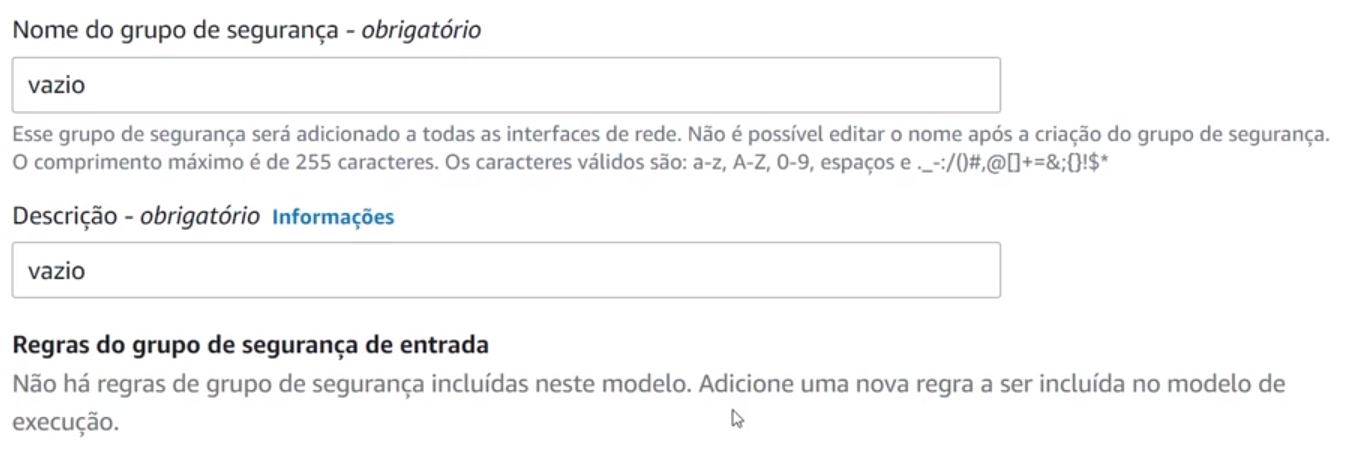 Nome do grupo de segurança - obrigatório
vazio
Esse grupo de segurança será adicionado a todas as interfaces de rede. Não é possível editar o nome após a criação do grupo de segurança.
O comprimento máximo é de 255 caracteres. Os caracteres válidos são: a-z, A-Z, 0-9, espaços e ._-:/()#,@[]+=&;{}!$*
Descrição - obrigatório Informações
vazio
Regras do grupo de segurança de entrada
Não há regras de grupo de segurança incluídas neste modelo. Adicione uma nova regra a ser incluída no modelo de
execução.